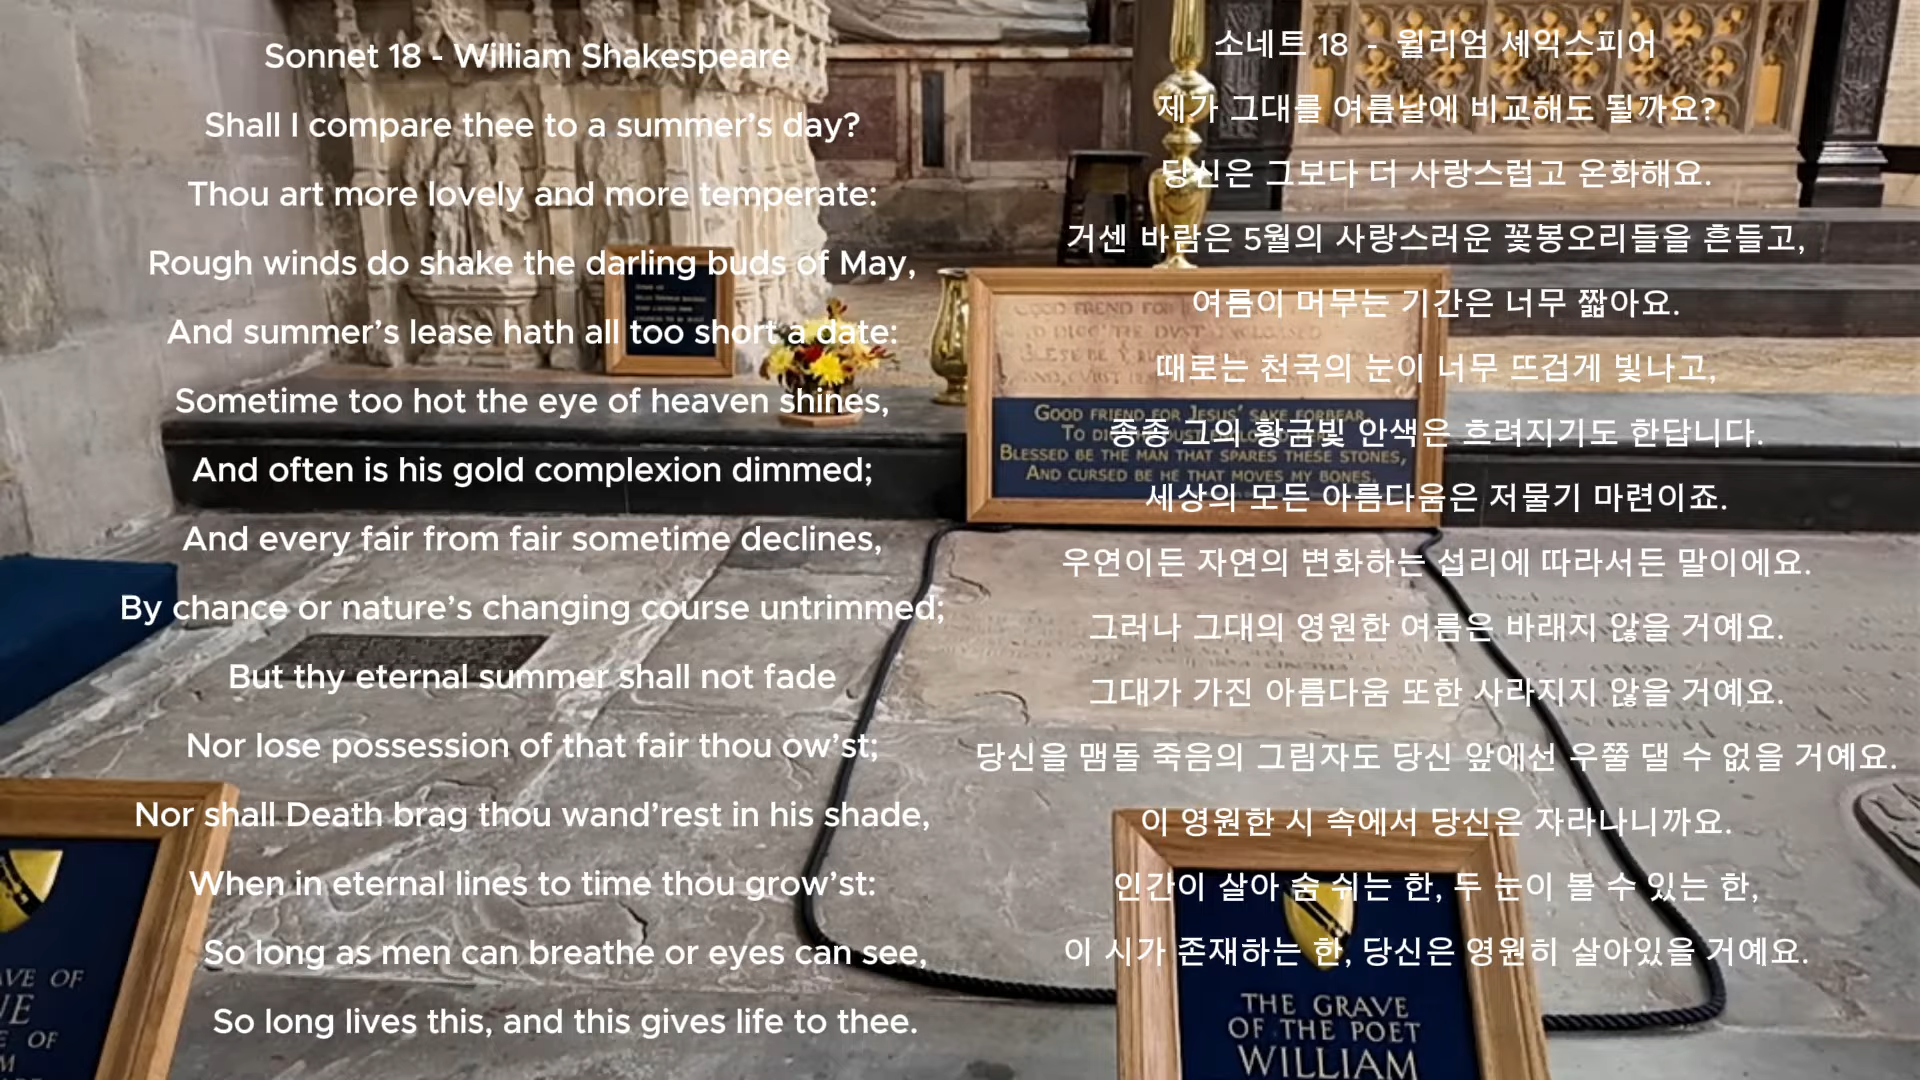 Sonnet 18 - William Shakespeare
Shall I compare thee to a summer’s day?
Thou art more lovely and more temperate:
Rough winds do shake the darling buds of May,
And summer’s lease hath all too short a date:
Sometime too hot the eye of heaven shines,
And often is his gold complexion dimmed;
And every fair from fair sometime declines,
By chance or nature’s changing course untrimmed;
But thy eternal summer shall not fade
Nor lose possession of that fair thou ow’st;
Nor shall Death brag thou wand’rest in his shade,
When in eternal lines to time thou grow’st:
So long as men can breathe or eyes can see,
So long lives this, and this gives life to thee.
소네트 18 - 윌리엄 셰익스피어
제가 그대를 여름날에 비교해도 될까요?
당신은 그보다 더 사랑스럽고 온화해요.
거센 바람은 5월의 사랑스러운 꽃봉오리들을 흔들고,
여름이 머무는 기간은 너무 짧아요.
때로는 천국의 눈이 너무 뜨겁게 빛나고,
종종 그의 황금빛 안색은 흐려지기도 한답니다.
세상의 모든 아름다움은 저물기 마련이죠.
우연이든 자연의 변화하는 섭리에 따라서든 말이에요.
그러나 그대의 영원한 여름은 바래지 않을 거예요.
그대가 가진 아름다움 또한 사라지지 않을 거예요.
당신을 맴돌 죽음의 그림자도 당신 앞에선 우쭐 댈 수 없을 거예요.
이 영원한 시 속에서 당신은 자라나니까요.
인간이 살아 숨 쉬는 한, 두 눈이 볼 수 있는 한,
이 시가 존재하는 한, 당신은 영원히 살아있을 거예요.
GOOD FREND FOR
GOOD FRIEND FOR JESUS’ SAKE FORBEAR
TO DUST
BLESSED BE THE MAN THAT SPARES THESE STONES,
AND CURSED BE HE THAT MOVES MY BONES.
OF
OF
THE GRAVE
OF THE POET
WILLIAM